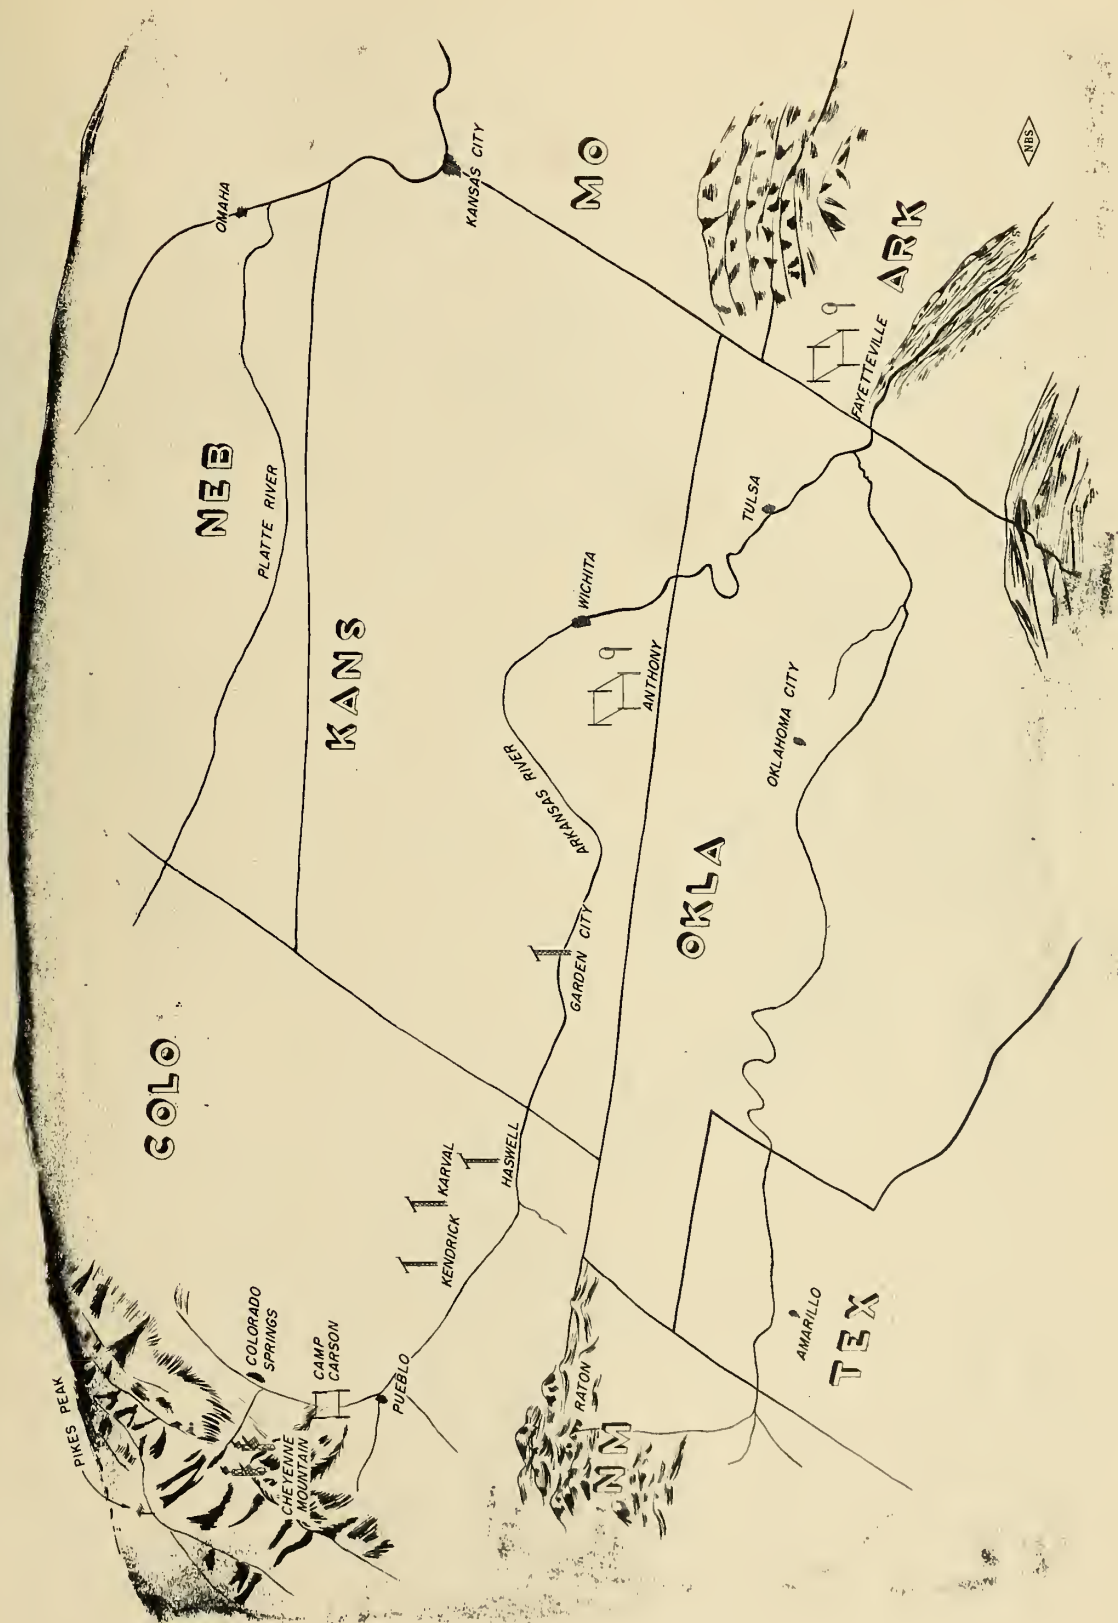 PIKES PEAK
COLORADO
SPRINGS
CAMP
CARSON
CHEYENNE
MOUNTAIN
PUEBLO
COLO
KENDRICK
KARVAL
HASWELL
NEB
PLATTE RIVER
OMAHA
KANS
GARDEN CITY
ARKANSAS RIVER
WICHITA
ANTHONY
KANSAS CITY
MO
RATON
NM
OKLA
TULSA
OKLAHOMA CITY
FAYETTEVILLE
ARK
AMARILLO
TEX
NBS